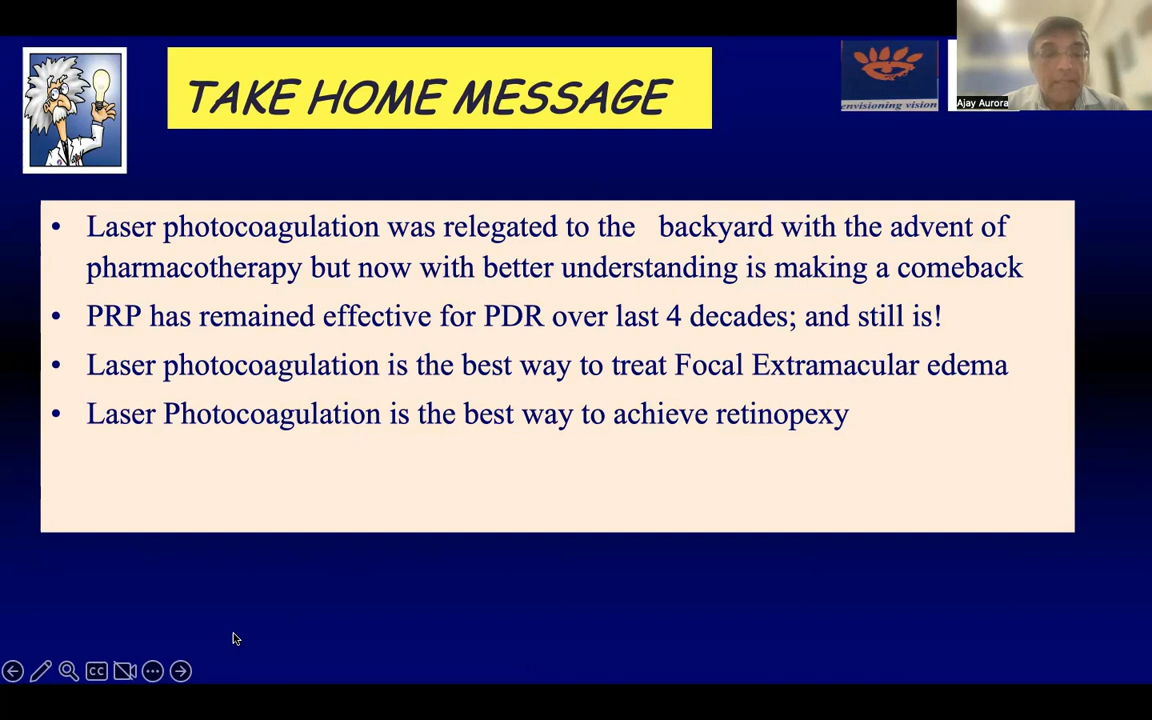 TAKE HOME MESSAGE
envisioning vision
Ajay Aurora
• Laser photocoagulation was relegated to the backyard with the advent of
pharmacotherapy but now with better understanding is making a comeback
• PRP has remained effective for PDR over last 4 decades; and still is!
• Laser photocoagulation is the best way to treat Focal Extramacular edema
• Laser Photocoagulation is the best way to achieve retinopexy
CC